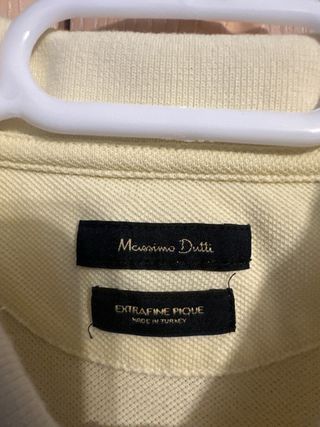 Massimo Dutti
EXTRAFINE PIQUE
MADE IN TURKEY